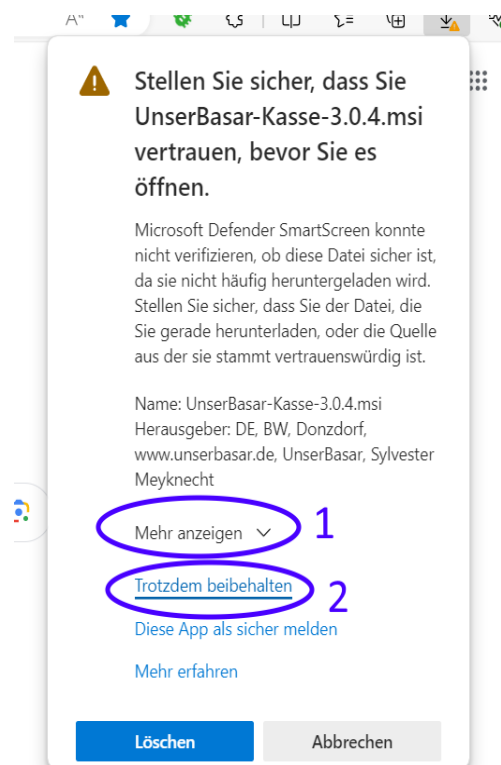 A»
Stellen Sie sicher, dass Sie
UnserBasar-Kasse-3.0.4.msi
vertrauen, bevor Sie es
öffnen.
Microsoft Defender SmartScreen konnte
nicht verifizieren, ob diese Datei sicher ist,
da sie nicht häufig heruntergeladen wird.
Stellen Sie sicher, dass Sie der Datei, die
Sie gerade herunterladen, oder die Quelle
aus der sie stammt vertrauenswürdig ist.
Name: UnserBasar-Kasse-3.0.4.msi
Herausgeber: DE, BW, Donzdorf,
www.unserbasar.de, UnserBasar, Sylvester
Meyknecht
Mehr anzeigen 1
Trotzdem beibehalten 2
Diese App als sicher melden
Mehr erfahren
Löschen Abbrechen